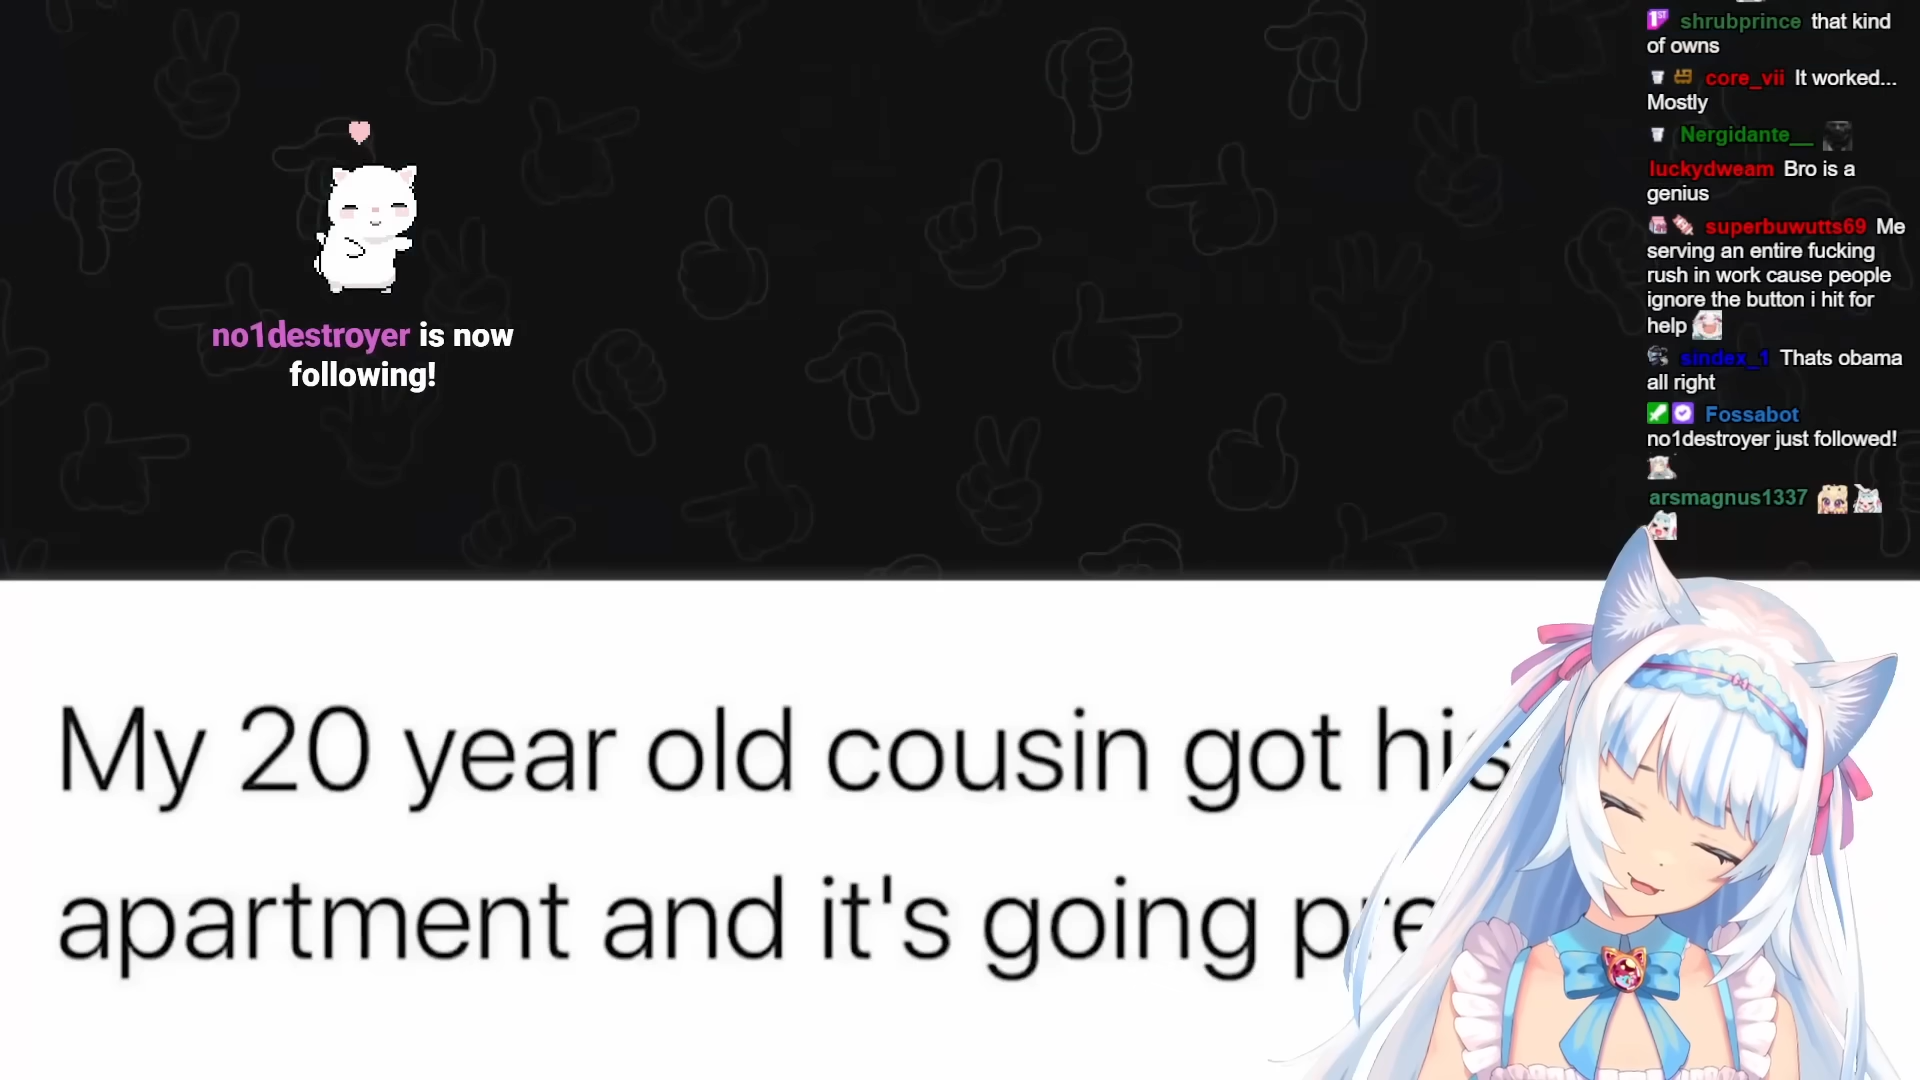 no1destroyer is now
following!
My 20 year old cousin got his
apartment and it's going
shrubprince that kind
of owns
core_vii It worked...
Mostly
Nergidante__
luckydweam Bro is a
genius
superbuwutts69 Me
serving an entire fucking
rush in work cause people
ignore the button i hit for
help
sindex_1 Thats obama
all right
Fossabot
no1destroyer just followed!
arsmagnus1337